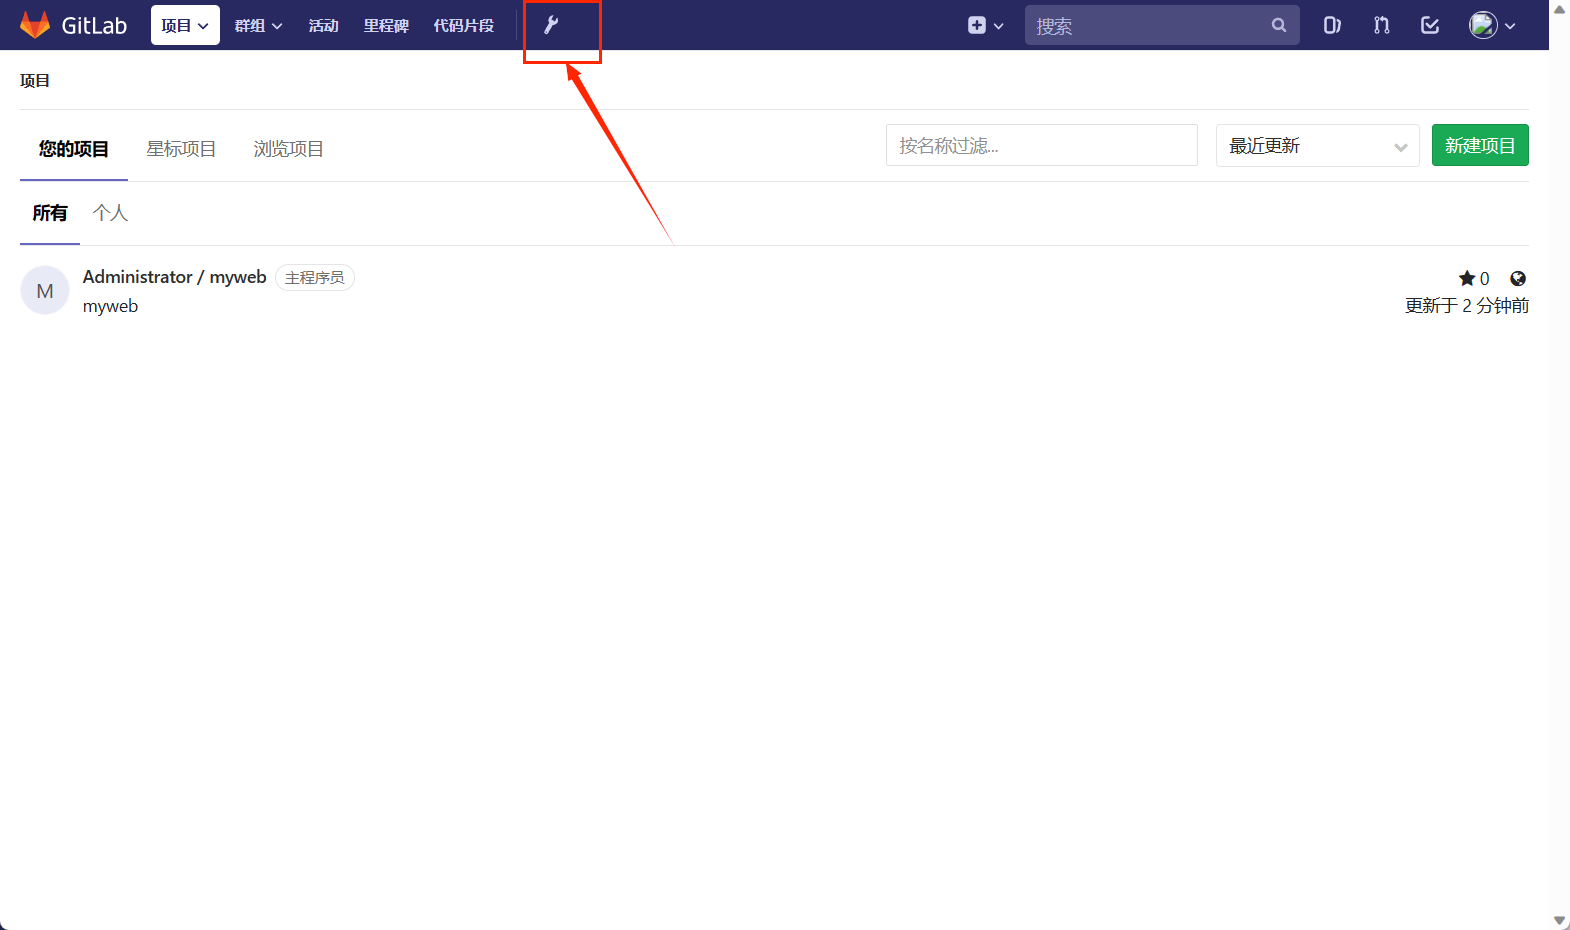 GitLab 项目 群组 活动 里程碑 代码片段 搜索
项目
您的项目 星标项目 浏览项目 按名称过滤... 最近更新 新建项目
所有 个人
M Administrator / myweb 主程序员 0
myweb 更新于 2 分钟前